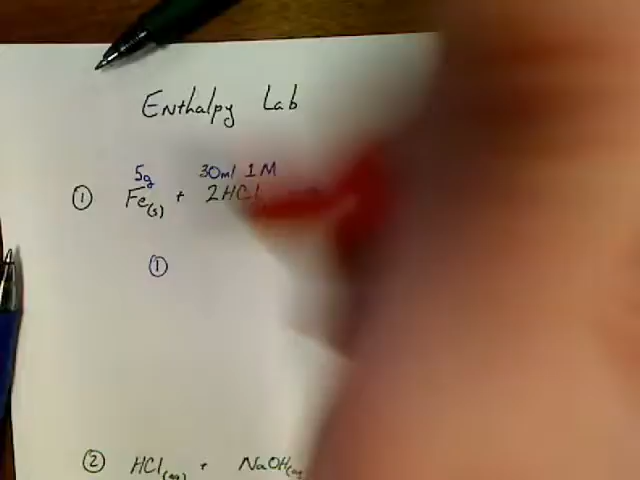 Enthalpy Lab
5g 30ml 1M
① Fe(s) + 2HCl
①
② HCl(aq) + NaOH(aq